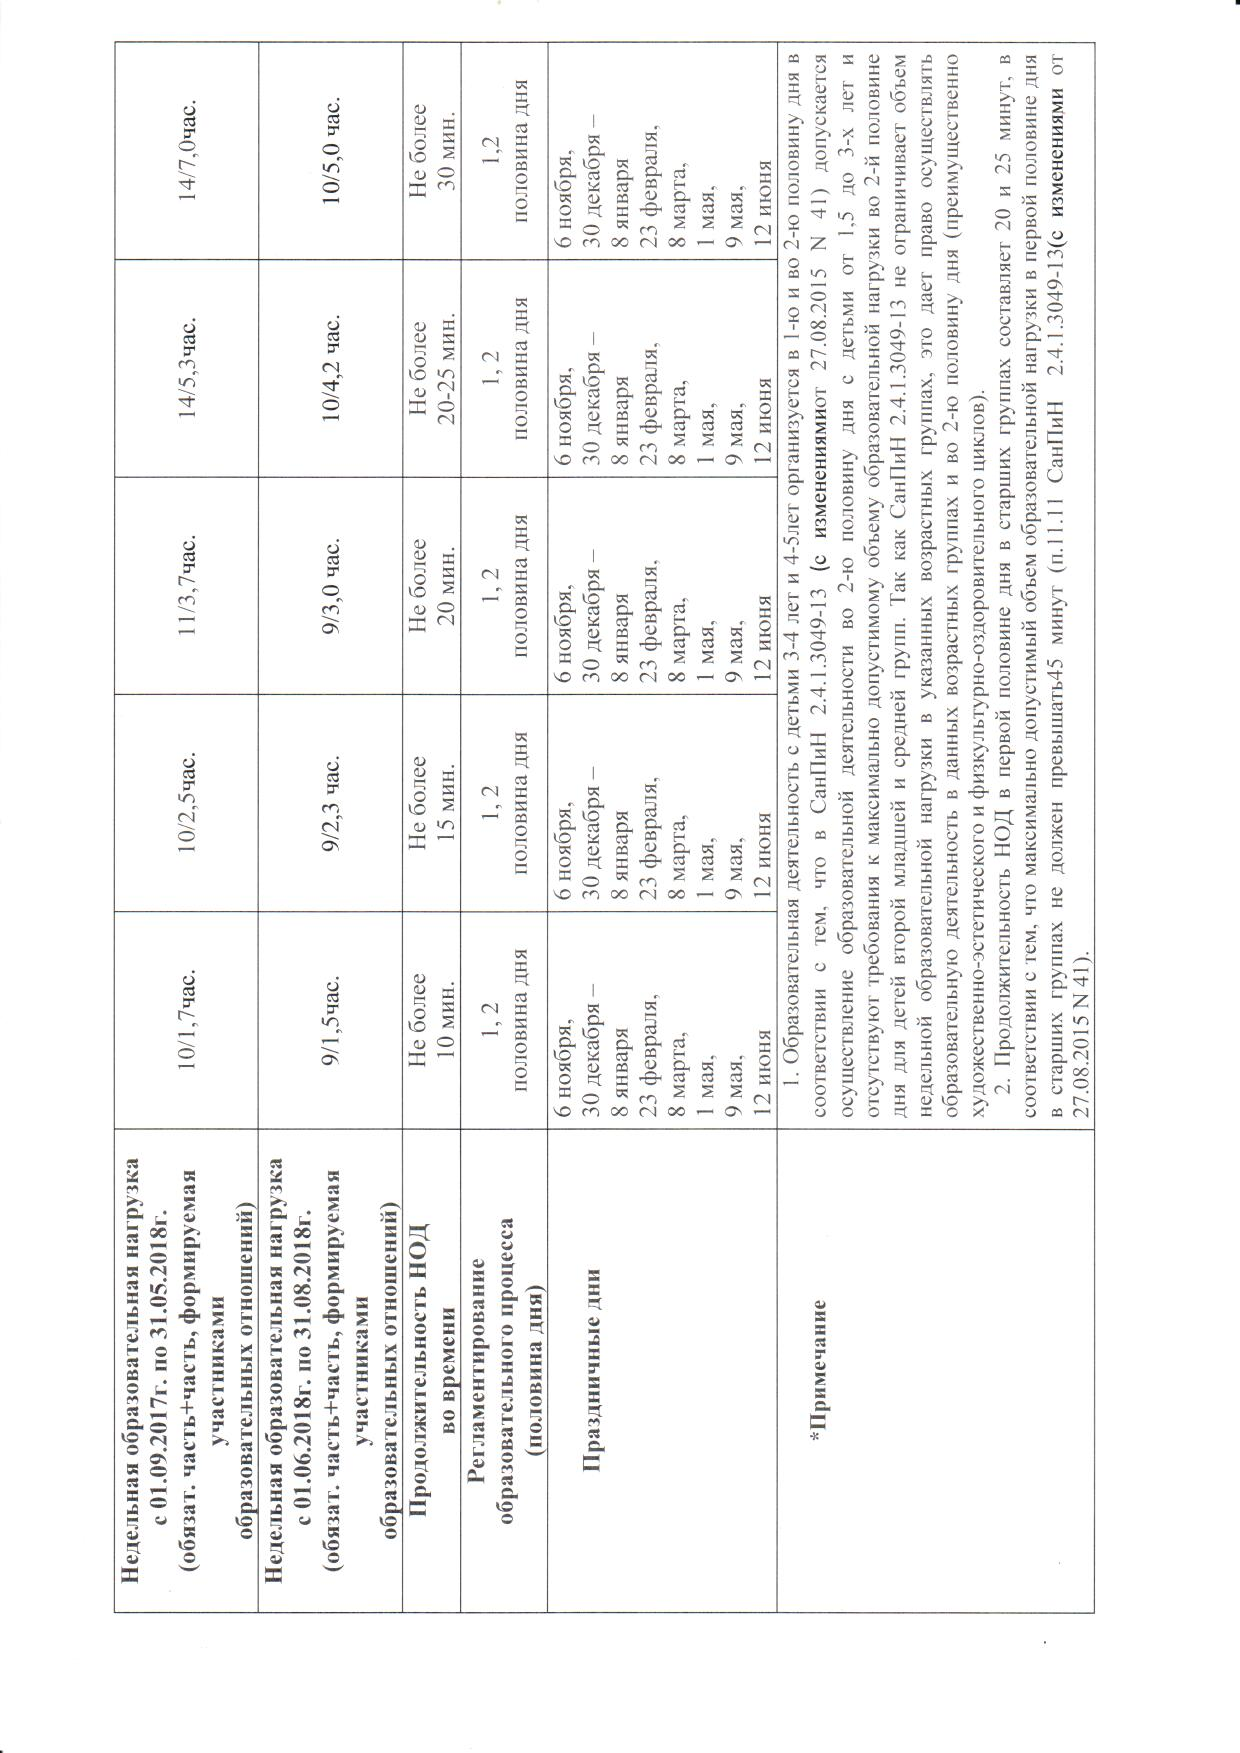 Недельная образовательная нагрузка
с 01.09.2017г. по 31.05.2018г.
(обязат. часть+часть, формируемая
участниками
образовательных отношений)
10/1,7час.
10/2,5час.
11/3,7час.
14/5,3час.
14/7,0час.
Недельная образовательная нагрузка
с 01.06.2018г. по 31.08.2018г.
(обязат. часть+часть, формируемая
участниками
образовательных отношений)
9/1,5час.
9/2,3 час.
9/3,0 час.
10/4,2 час.
10/5,0 час.
Продолжительность НОД
во времени
Не более
10 мин.
Не более
15 мин.
Не более
20 мин.
Не более
20-25 мин.
Не более
30 мин.
Регламентирование
образовательного процесса
(половина дня)
1, 2
половина дня
1, 2
половина дня
1, 2
половина дня
1, 2
половина дня
1,2
половина дня
Праздничные дни
6 ноября,
30 декабря –
8 января
23 февраля,
8 марта,
1 мая,
9 мая,
12 июня
6 ноября,
30 декабря –
8 января
23 февраля,
8 марта,
1 мая,
9 мая,
12 июня
6 ноября,
30 декабря –
8 января
23 февраля,
8 марта,
1 мая,
9 мая,
12 июня
6 ноября,
30 декабря –
8 января
23 февраля,
8 марта,
1 мая,
9 мая,
12 июня
6 ноября,
30 декабря –
8 января
23 февраля,
8 марта,
1 мая,
9 мая,
12 июня
*Примечание
1. Образовательная деятельность с детьми 3-4 лет и 4-5лет организуется в 1-ю и во 2-ю половину дня в
соответствии с тем, что в СанПиН 2.4.1.3049-13 (с изменениямиот 27.08.2015 N 41) допускается
осуществление образовательной деятельности во 2-ю половину дня с детьми от 1,5 до 3-х лет и
отсутствуют требования к максимально допустимому объему образовательной нагрузки во 2-й половине
дня для детей второй младшей и средней групп. Так как СанПиН 2.4.1.3049-13 не ограничивает объем
недельной образовательной нагрузки в указанных возрастных группах, это дает право осуществлять
образовательную деятельность в данных возрастных группах и во 2-ю половину дня (преимущественно
художественно-эстетического и физкультурно-оздоровительного циклов).
2. Продолжительность НОД в первой половине дня в старших группах составляет 20 и 25 минут, в
соответствии с тем, что максимально допустимый объем образовательной нагрузки в первой половине дня
в старших группах не должен превышать45 минут (п.11.11 СанПиН 2.4.1.3049-13(с изменениями от
27.08.2015 N 41).